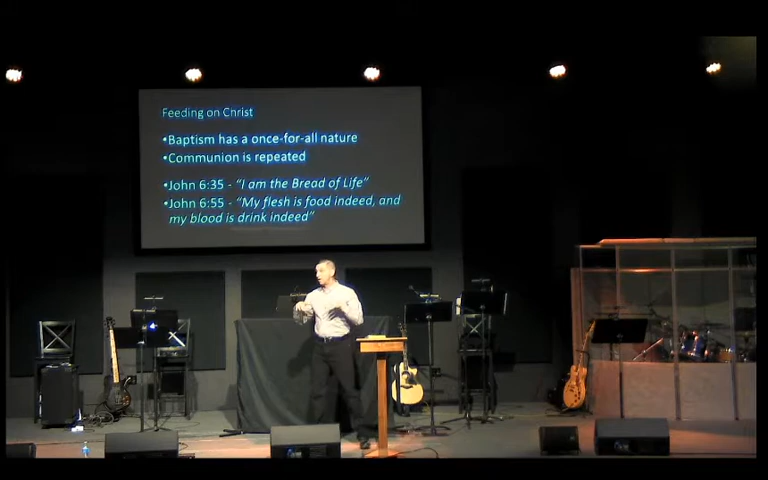 Feeding on Christ
•Baptism has a once-for-all nature
•Communion is repeated
•John 6:35 - "I am the Bread of Life"
•John 6:55 - "My flesh is food indeed, and
my blood is drink indeed"